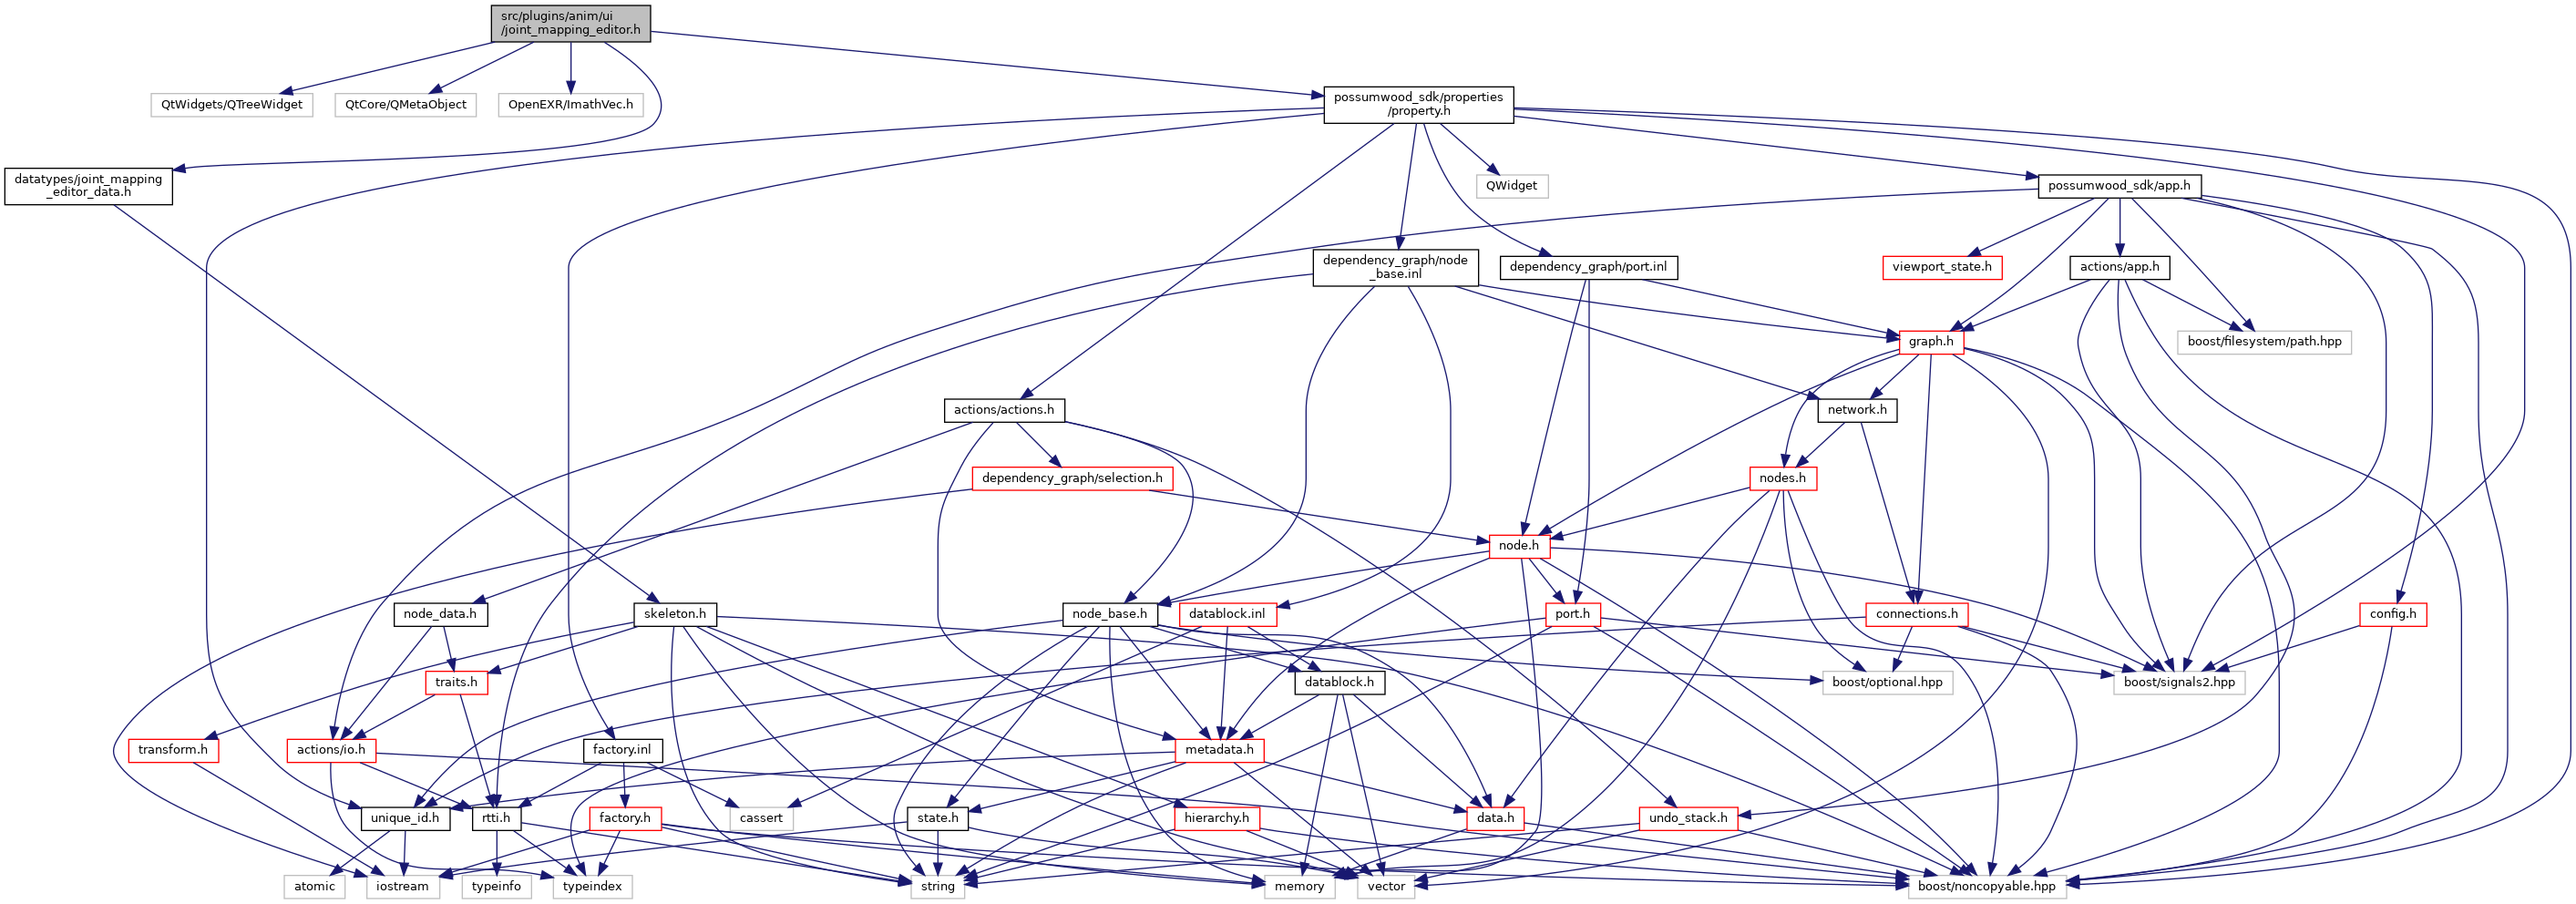 src/plugins/anim/ui
/joint_mapping_editor.h
QtWidgets/QTreeWidget
QtCore/QMetaObject
OpenEXR/ImathVec.h
possumwood_sdk/properties
/property.h
datatypes/joint_mapping
_editor_data.h
QWidget
possumwood_sdk/app.h
dependency_graph/node
_base.inl
dependency_graph/port.inl
viewport_state.h
actions/app.h
graph.h
boost/filesystem/path.hpp
actions/actions.h
network.h
dependency_graph/selection.h
nodes.h
node.h
node_data.h
skeleton.h
node_base.h
datablock.inl
port.h
connections.h
config.h
traits.h
datablock.h
boost/optional.hpp
boost/signals2.hpp
transform.h
actions/io.h
factory.inl
metadata.h
unique_id.h
rtti.h
factory.h
cassert
state.h
hierarchy.h
data.h
undo_stack.h
atomic
iostream
typeinfo
typeindex
string
memory
vector
boost/noncopyable.hpp